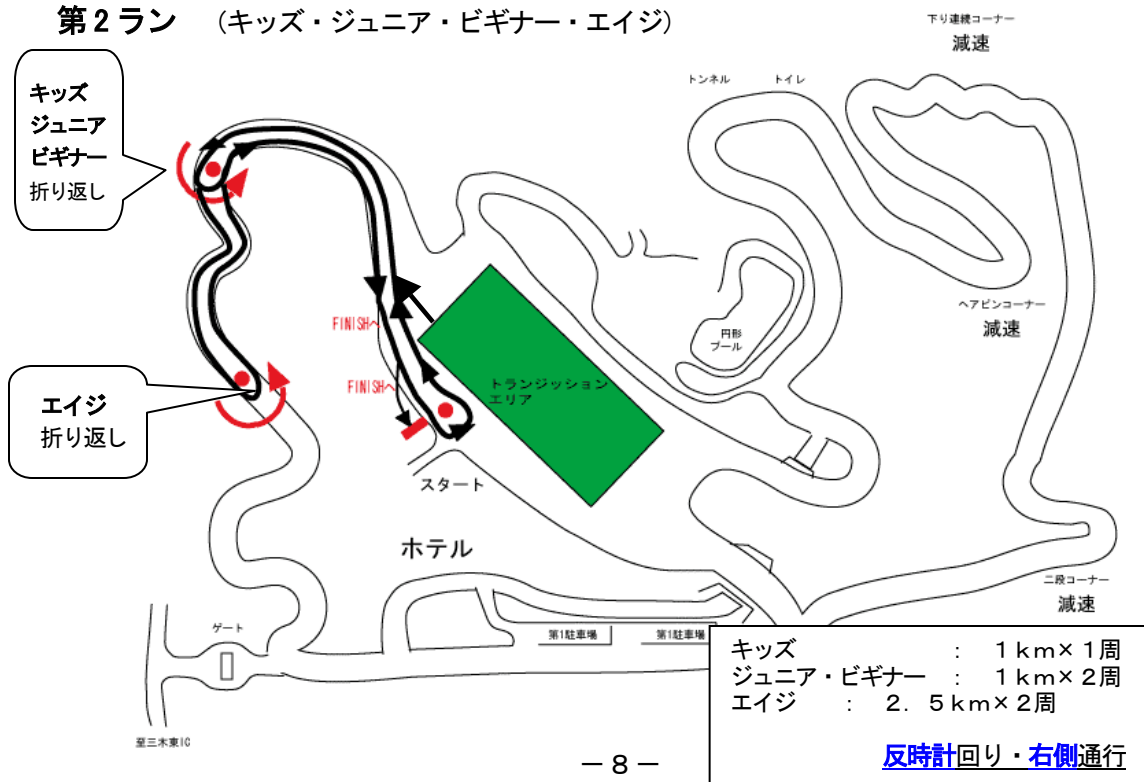 第2ラン （キッズ・ジュニア・ビギナー・エイジ）
下り連続コーナー
減速
キッズ
ジュニア
ビギナー
折り返し
トンネル
トイレ
ヘアピンコーナー
減速
FINISHへ
円形
プール
FINISHへ
トランジッション
エリア
エイジ
折り返し
スタート
ホテル
二段コーナー
減速
ゲート
第1駐車場
第1駐車場
キッズ ： 1km×1周
ジュニア・ビギナー ： 1km×2周
エイジ ： 2．5km×2周
反時計回り・右側通行
至三木東IC
－8－